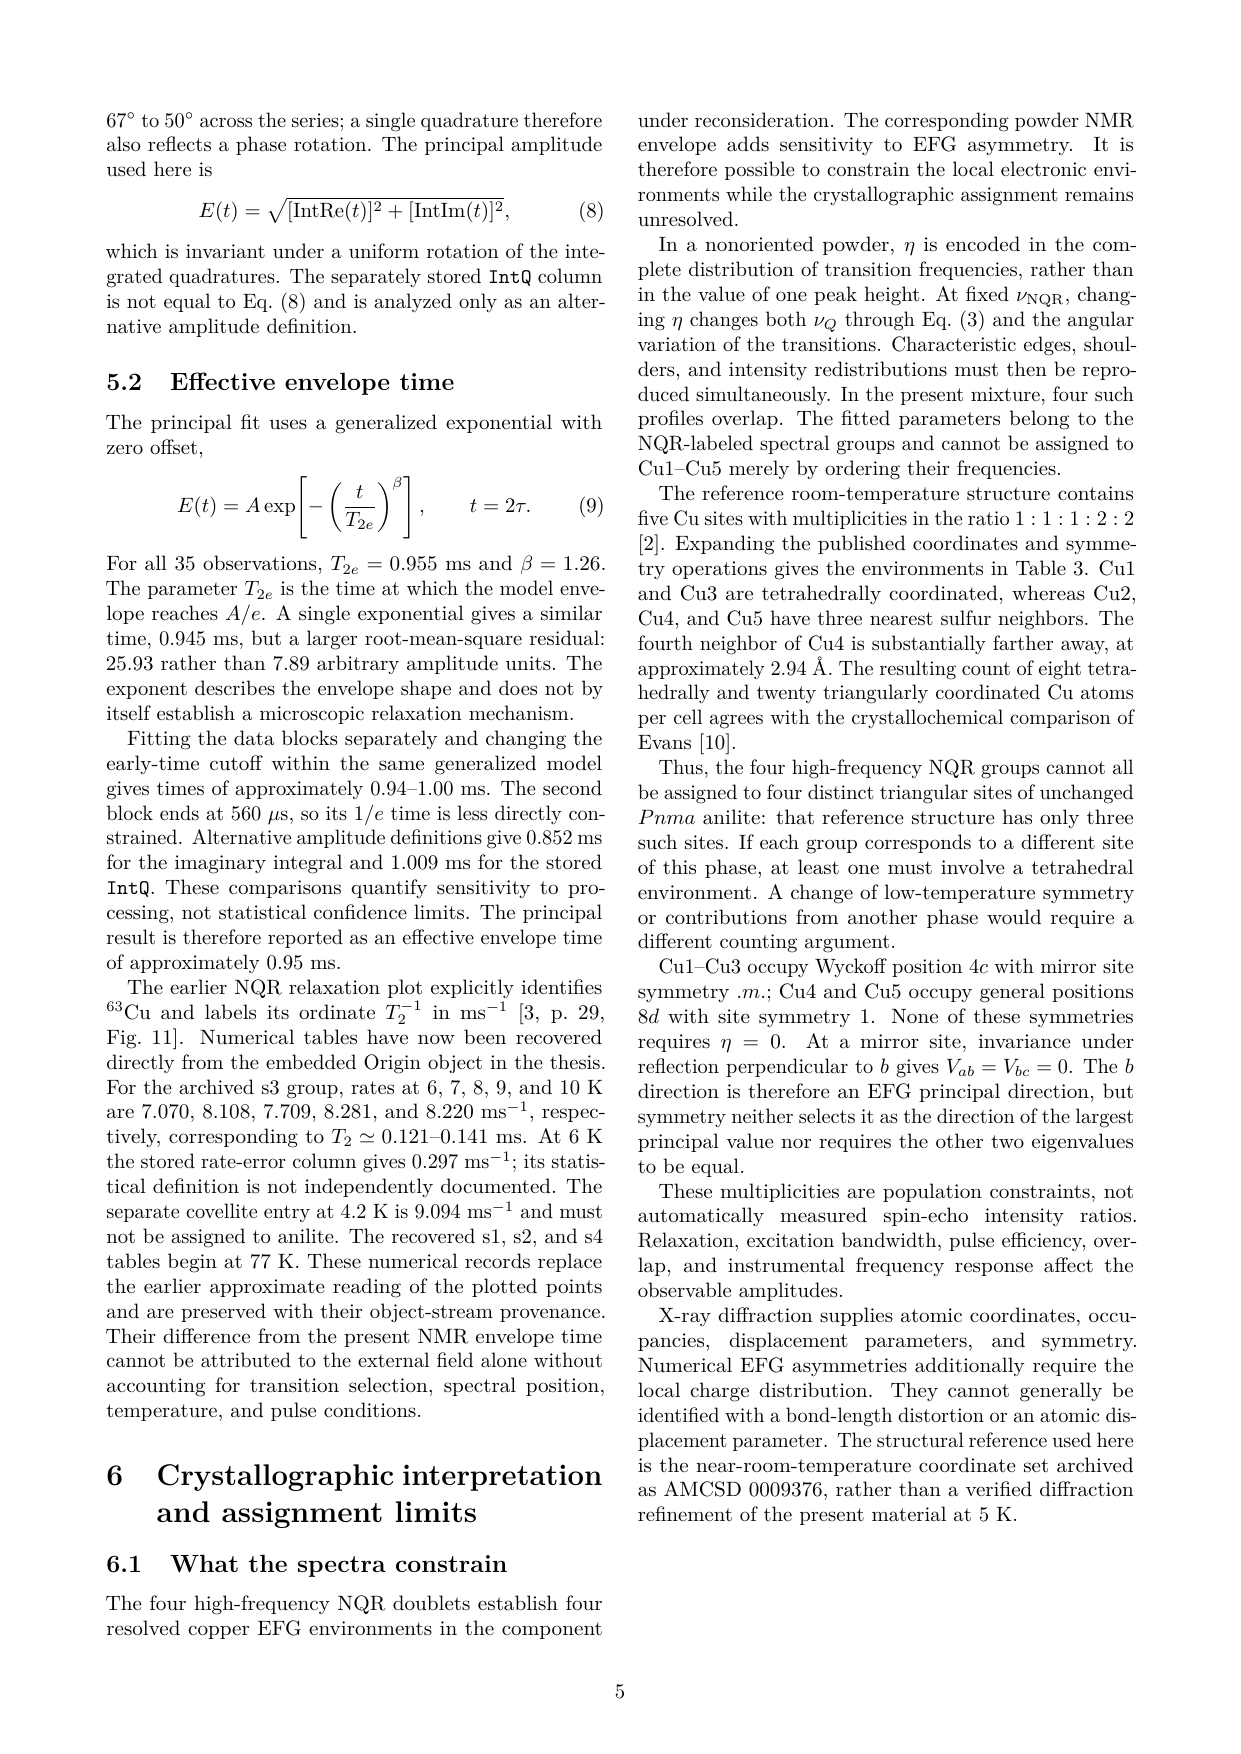 67° to 50° across the series; a single quadrature therefore
also reflects a phase rotation. The principal amplitude
used here is
E(t) = √[IntRe(t)]² + [IntIm(t)]², (8)
which is invariant under a uniform rotation of the inte-
grated quadratures. The separately stored IntQ column
is not equal to Eq. (8) and is analyzed only as an alter-
native amplitude definition.
5.2 Effective envelope time
The principal fit uses a generalized exponential with
zero offset,
E(t) = A exp[−(t/T₂ₑ)^β], t = 2τ. (9)
For all 35 observations, T₂ₑ = 0.955 ms and β = 1.26.
The parameter T₂ₑ is the time at which the model enve-
lope reaches A/e. A single exponential gives a similar
time, 0.945 ms, but a larger root-mean-square residual:
25.93 rather than 7.89 arbitrary amplitude units. The
exponent describes the envelope shape and does not by
itself establish a microscopic relaxation mechanism.
Fitting the data blocks separately and changing the
early-time cutoff within the same generalized model
gives times of approximately 0.94–1.00 ms. The second
block ends at 560 μs, so its 1/e time is less directly con-
strained. Alternative amplitude definitions give 0.852 ms
for the imaginary integral and 1.009 ms for the stored
IntQ. These comparisons quantify sensitivity to pro-
cessing, not statistical confidence limits. The principal
result is therefore reported as an effective envelope time
of approximately 0.95 ms.
The earlier NQR relaxation plot explicitly identifies
⁶³Cu and labels its ordinate T₂⁻¹ in ms⁻¹ [3, p. 29,
Fig. 11]. Numerical tables have now been recovered
directly from the embedded Origin object in the thesis.
For the archived s3 group, rates at 6, 7, 8, 9, and 10 K
are 7.070, 8.108, 7.709, 8.281, and 8.220 ms⁻¹, respec-
tively, corresponding to T₂ ≃ 0.121–0.141 ms. At 6 K
the stored rate-error column gives 0.297 ms⁻¹; its statis-
tical definition is not independently documented. The
separate covellite entry at 4.2 K is 9.094 ms⁻¹ and must
not be assigned to anilite. The recovered s1, s2, and s4
tables begin at 77 K. These numerical records replace
the earlier approximate reading of the plotted points
and are preserved with their object-stream provenance.
Their difference from the present NMR envelope time
cannot be attributed to the external field alone without
accounting for transition selection, spectral position,
temperature, and pulse conditions.
6 Crystallographic interpretation
and assignment limits
6.1 What the spectra constrain
The four high-frequency NQR doublets establish four
resolved copper EFG environments in the component
under reconsideration. The corresponding powder NMR
envelope adds sensitivity to EFG asymmetry. It is
therefore possible to constrain the local electronic envi-
ronments while the crystallographic assignment remains
unresolved.
In a nonoriented powder, η is encoded in the com-
plete distribution of transition frequencies, rather than
in the value of one peak height. At fixed ν_NQR, chang-
ing η changes both ν_Q through Eq. (3) and the angular
variation of the transitions. Characteristic edges, shoul-
ders, and intensity redistributions must then be repro-
duced simultaneously. In the present mixture, four such
profiles overlap. The fitted parameters belong to the
NQR-labeled spectral groups and cannot be assigned to
Cu1–Cu5 merely by ordering their frequencies.
The reference room-temperature structure contains
five Cu sites with multiplicities in the ratio 1 : 1 : 1 : 2 : 2
[2]. Expanding the published coordinates and symme-
try operations gives the environments in Table 3. Cu1
and Cu3 are tetrahedrally coordinated, whereas Cu2,
Cu4, and Cu5 have three nearest sulfur neighbors. The
fourth neighbor of Cu4 is substantially farther away, at
approximately 2.94 Å. The resulting count of eight tetra-
hedrally and twenty triangularly coordinated Cu atoms
per cell agrees with the crystallochemical comparison of
Evans [10].
Thus, the four high-frequency NQR groups cannot all
be assigned to four distinct triangular sites of unchanged
Pnma anilite: that reference structure has only three
such sites. If each group corresponds to a different site
of this phase, at least one must involve a tetrahedral
environment. A change of low-temperature symmetry
or contributions from another phase would require a
different counting argument.
Cu1–Cu3 occupy Wyckoff position 4c with mirror site
symmetry .m.; Cu4 and Cu5 occupy general positions
8d with site symmetry 1. None of these symmetries
requires η = 0. At a mirror site, invariance under
reflection perpendicular to b gives V_ab = V_bc = 0. The b
direction is therefore an EFG principal direction, but
symmetry neither selects it as the direction of the largest
principal value nor requires the other two eigenvalues
to be equal.
These multiplicities are population constraints, not
automatically measured spin-echo intensity ratios.
Relaxation, excitation bandwidth, pulse efficiency, over-
lap, and instrumental frequency response affect the
observable amplitudes.
X-ray diffraction supplies atomic coordinates, occu-
pancies, displacement parameters, and symmetry.
Numerical EFG asymmetries additionally require the
local charge distribution. They cannot generally be
identified with a bond-length distortion or an atomic dis-
placement parameter. The structural reference used here
is the near-room-temperature coordinate set archived
as AMCSD 0009376, rather than a verified diffraction
refinement of the present material at 5 K.
5